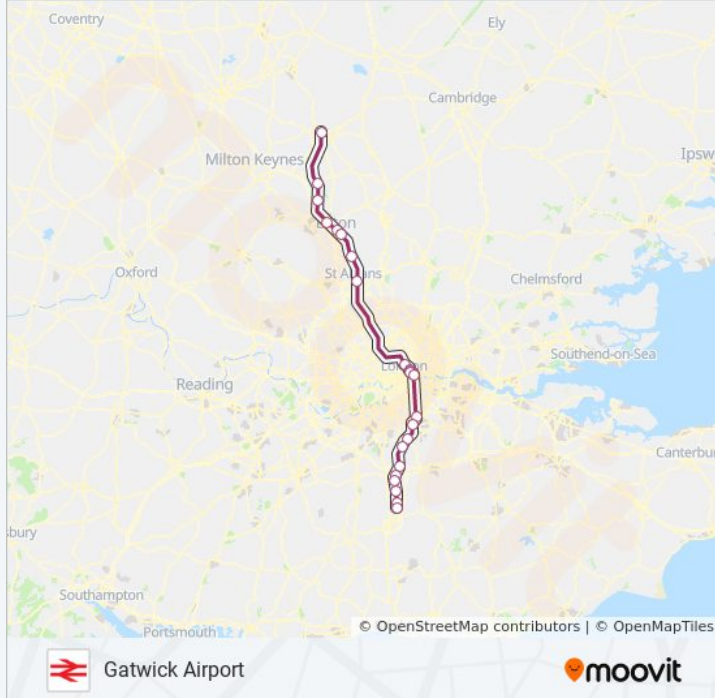 Coventry
Ely
Cambridge
Milton Keynes
Ipsw
Luton
Oxford
St Albans
Chelmsford
London
Southend-on-Sea
Reading
Canterbur
sbury
Southampton
Portsmouth
© OpenStreetMap contributors | © OpenMapTiles
Gatwick Airport
moovit